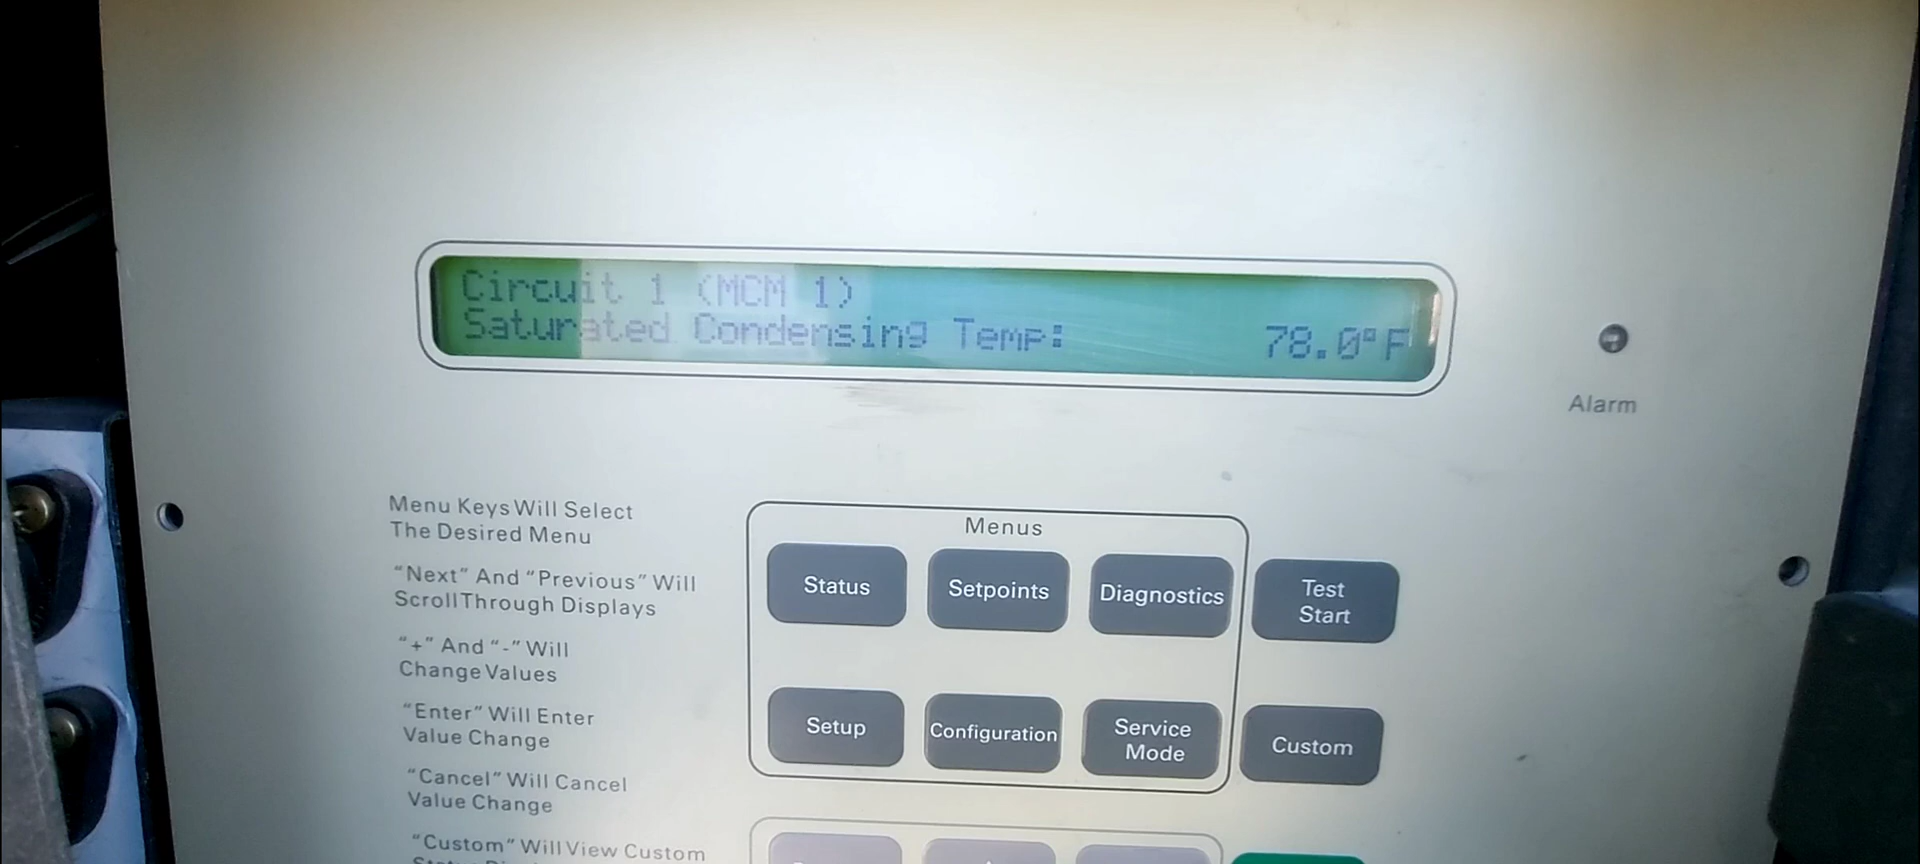 Circuit 1 (MCM 1)
Saturated Condensing Temp: 78.0°F
Alarm
Menu Keys Will Select
The Desired Menu
"Next" And "Previous" Will
Scroll Through Displays
"+" And "-" Will
Change Values
"Enter" Will Enter
Value Change
"Cancel" Will Cancel
Value Change
"Custom" Will View Custom
Menus
Status
Setpoints
Diagnostics
Test
Start
Setup
Configuration
Service
Mode
Custom